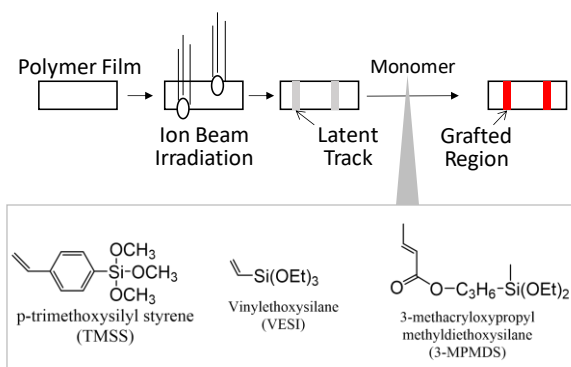 Polymer Film
Ion Beam
Irradiation
Latent
Track
Monomer
Grafted
Region
OCH3
Si-OCH3
OCH3
p-trimethoxysilyl styrene
(TMSS)
Si(OEt)3
Vinylethoxysilane
(VESI)
O
O-C3H6-Si(OEt)2
3-methacryloxypropyl
methyldiethoxysilane
(3-MPMDS)